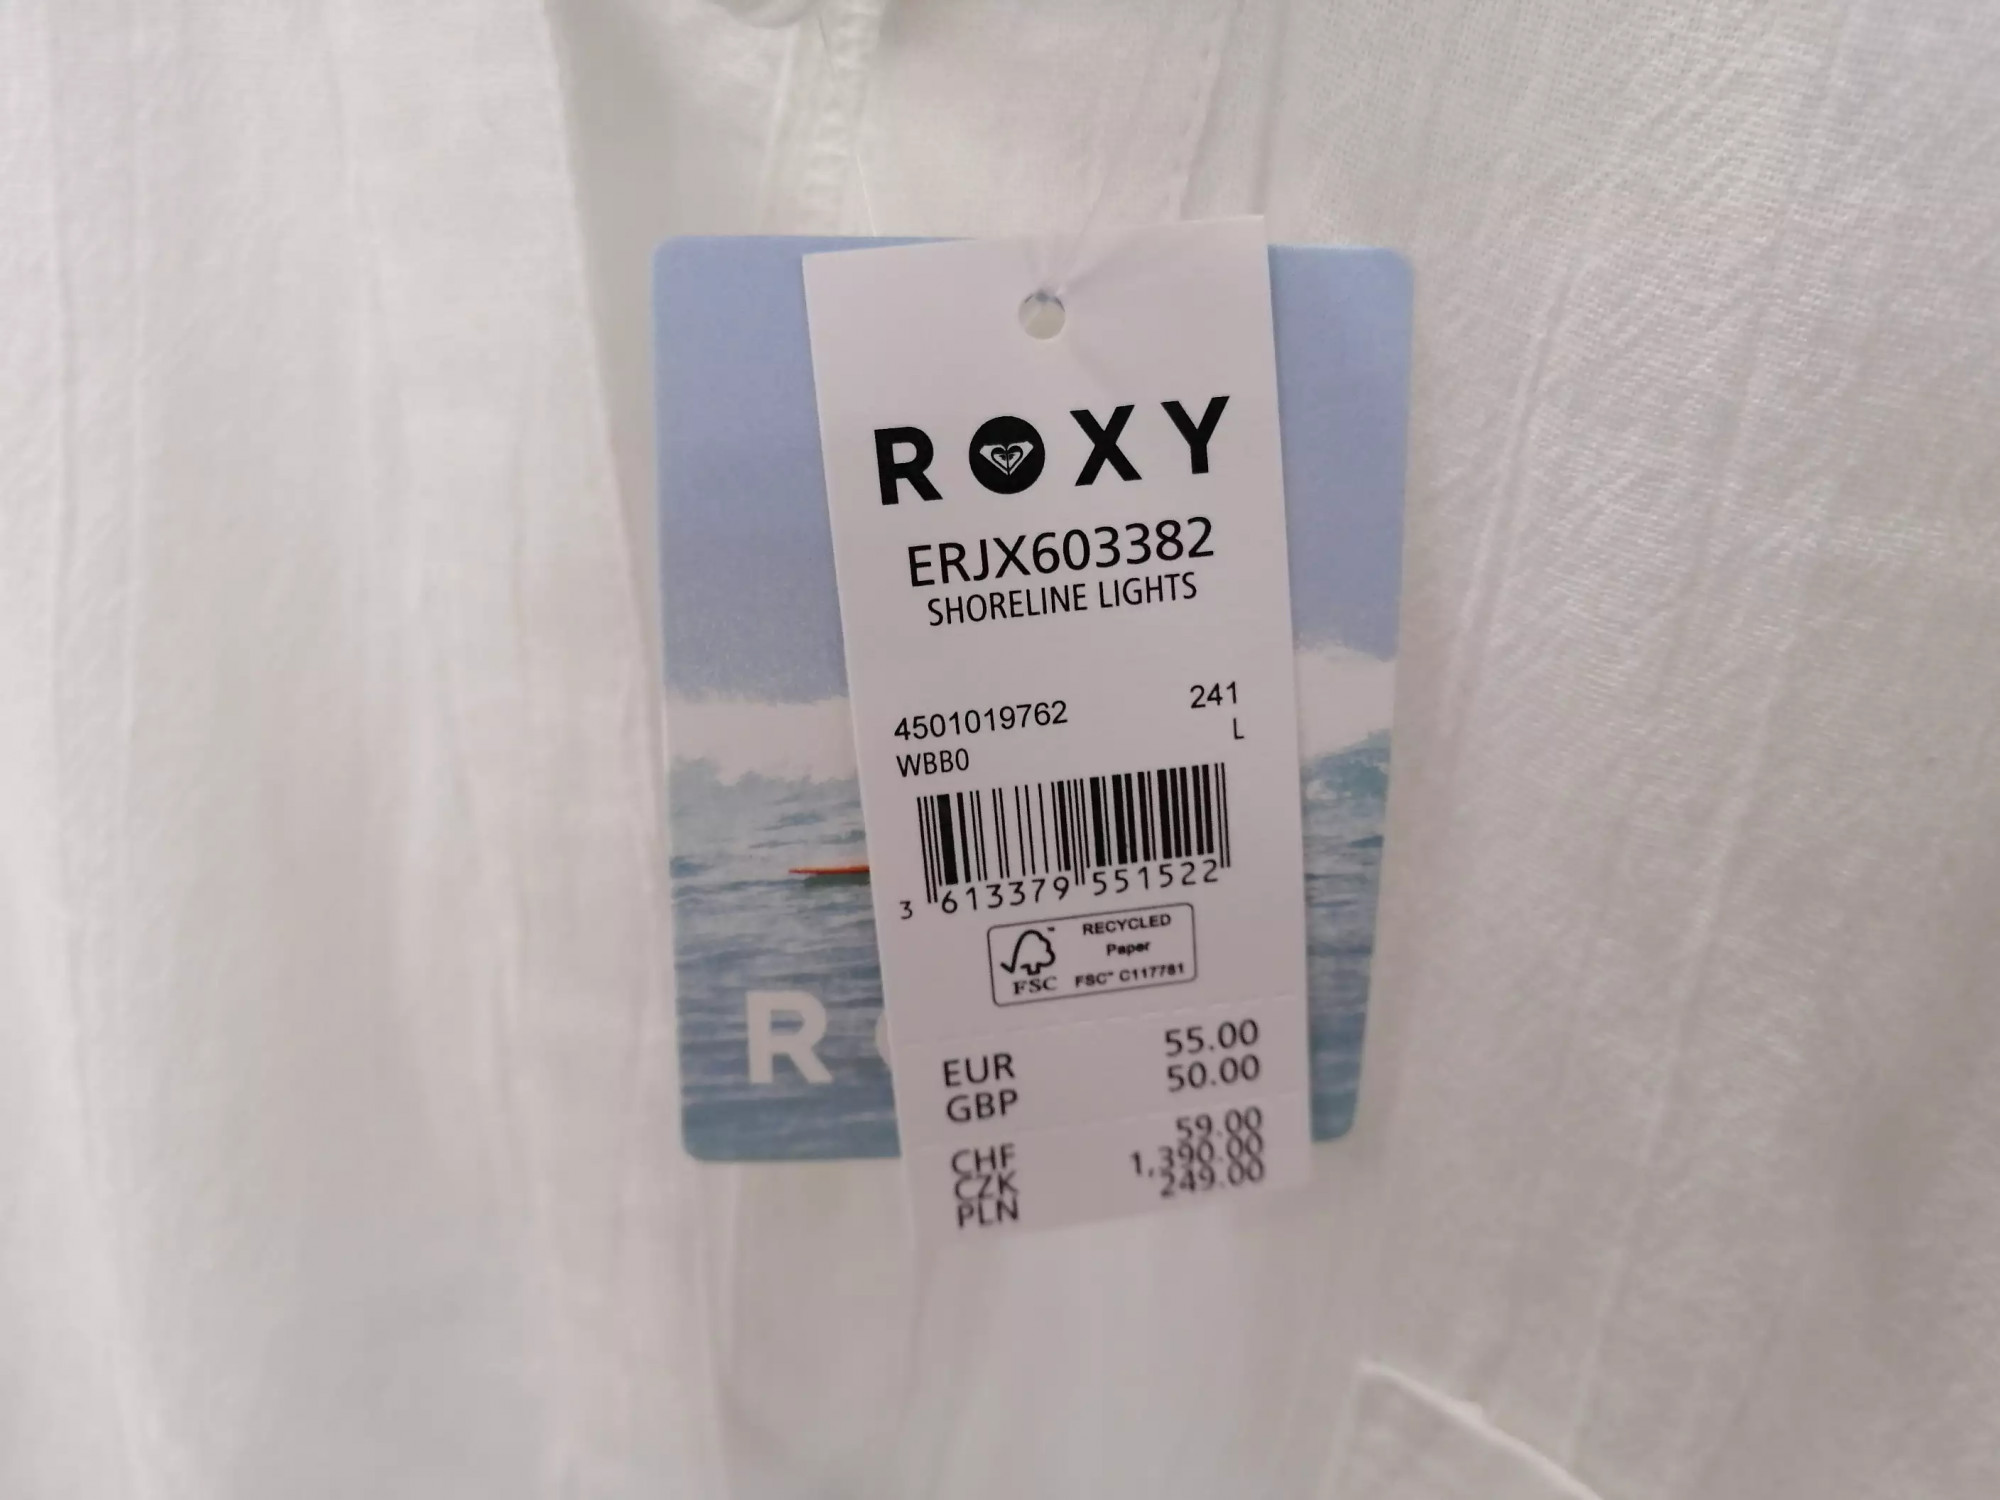 ROXY
ERJX603382
SHORELINE LIGHTS
4501019762 241
WBB0 L
3 613379 551522
RECYCLED
Paper
FSC™ C117781
FSC
R
EUR 55.00
GBP 50.00
CHF 59.00
CZK 1,390.00
PLN 249.00